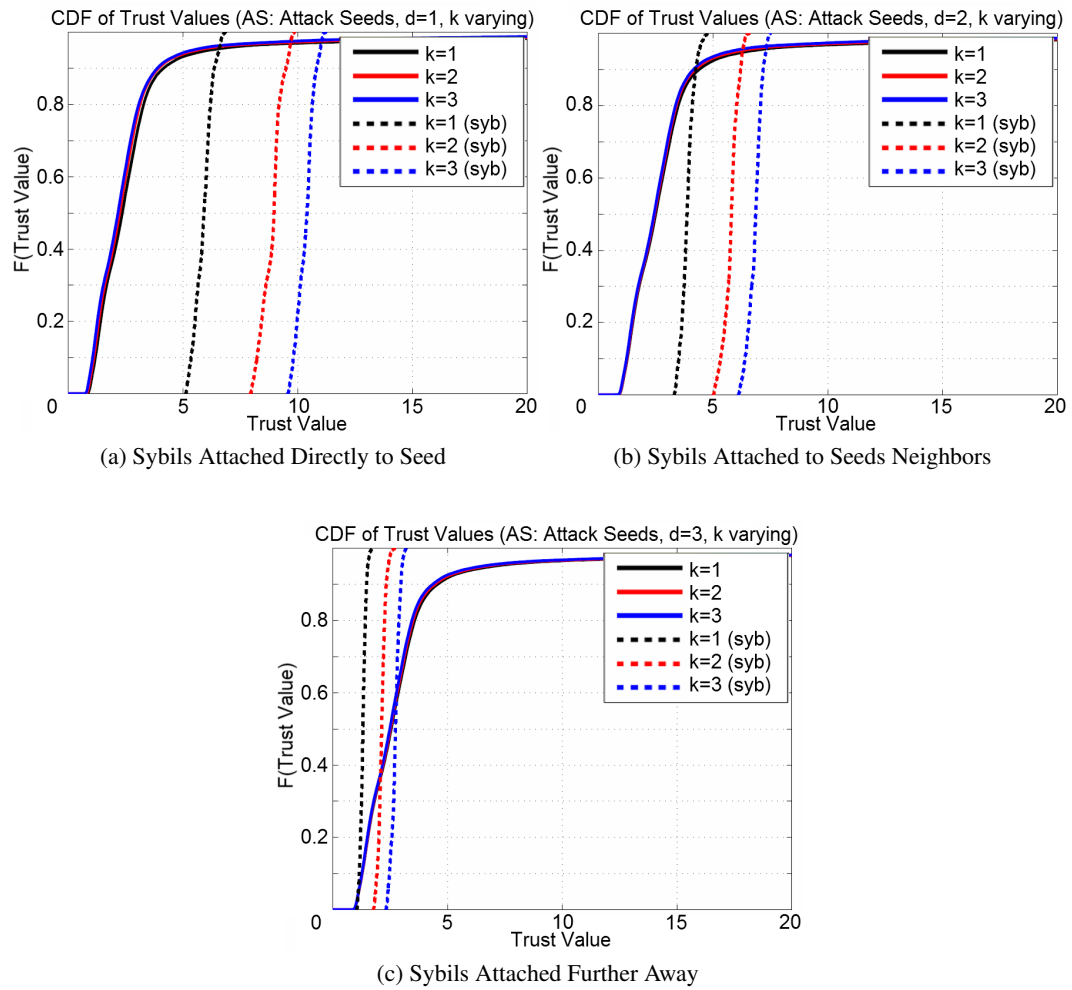 CDF of Trust Values (AS: Attack Seeds, d=1, k varying)
k=1
k=2
k=3
k=1 (syb)
k=2 (syb)
k=3 (syb)
F(Trust Value)
0.8
0.6
0.4
0.2
0
5
10
15
20
Trust Value
(a) Sybils Attached Directly to Seed
CDF of Trust Values (AS: Attack Seeds, d=2, k varying)
k=1
k=2
k=3
k=1 (syb)
k=2 (syb)
k=3 (syb)
F(Trust Value)
0.8
0.6
0.4
0.2
0
5
10
15
20
Trust Value
(b) Sybils Attached to Seeds Neighbors
CDF of Trust Values (AS: Attack Seeds, d=3, k varying)
k=1
k=2
k=3
k=1 (syb)
k=2 (syb)
k=3 (syb)
F(Trust Value)
0.8
0.6
0.4
0.2
0
5
10
15
20
Trust Value
(c) Sybils Attached Further Away